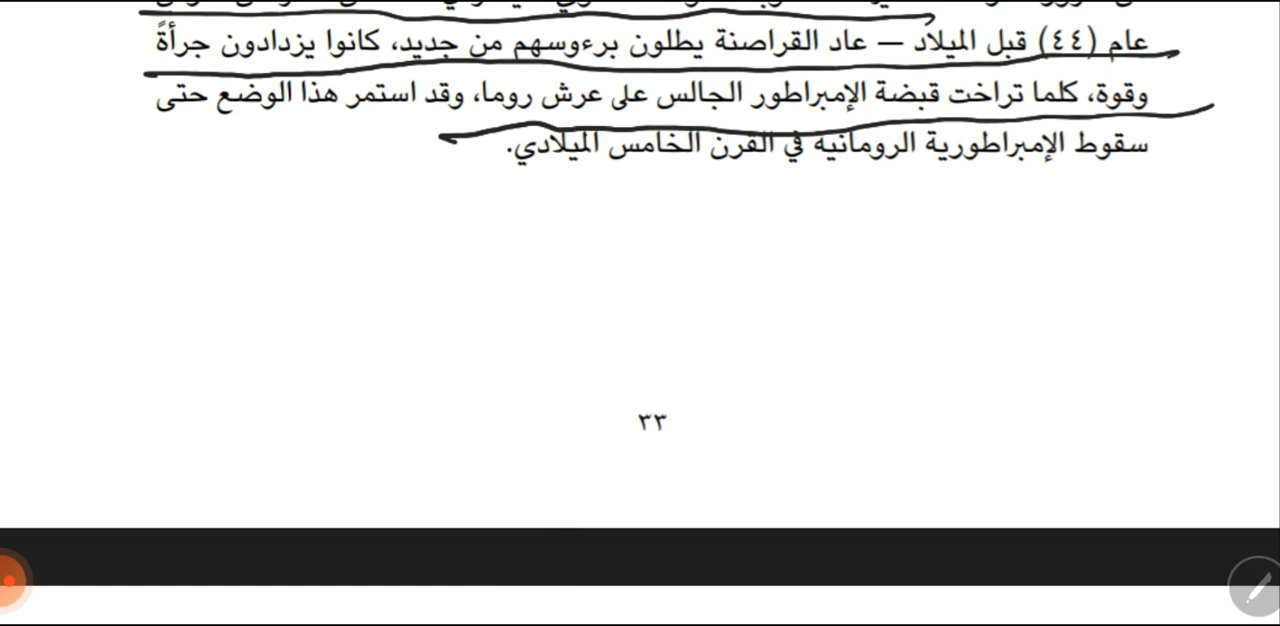 عام (٤٤) قبل الميلاد — عاد القراصنة يطلون برءوسهم من جديد، كانوا يزدادون جرأةً
وقوة، كلما تراخت قبضة الإمبراطور الجالس على عرش روما، وقد استمر هذا الوضع حتى
سقوط الإمبراطورية الرومانية في القرن الخامس الميلادي.
٣٣